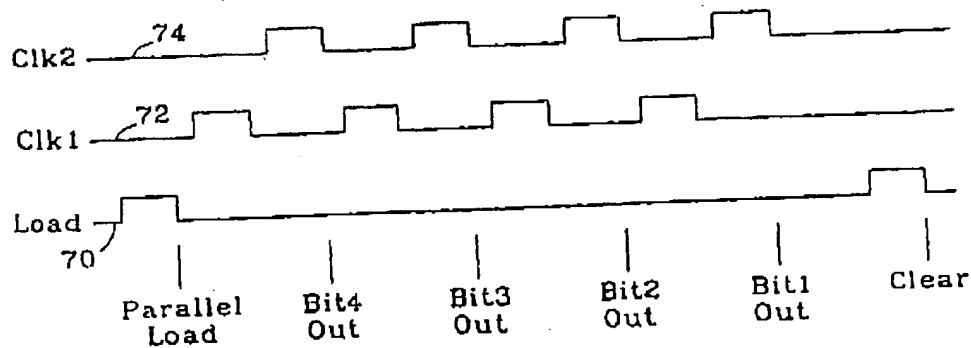 74
Clk2
72
Clk1
Load
70
Parallel Load
Bit4 Out
Bit3 Out
Bit2 Out
Bit1 Out
Clear